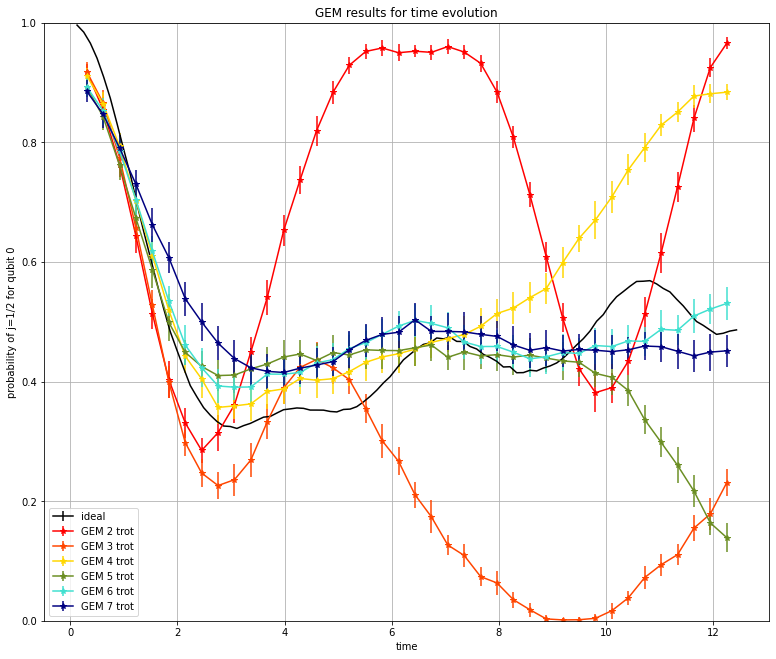 GEM results for time evolution
probability of j=1/2 for qubit 0
1.0
0.8
0.6
0.4
0.2
0.0
ideal
GEM 2 trot
GEM 3 trot
GEM 4 trot
GEM 5 trot
GEM 6 trot
GEM 7 trot
0
2
4
6
8
10
12
time